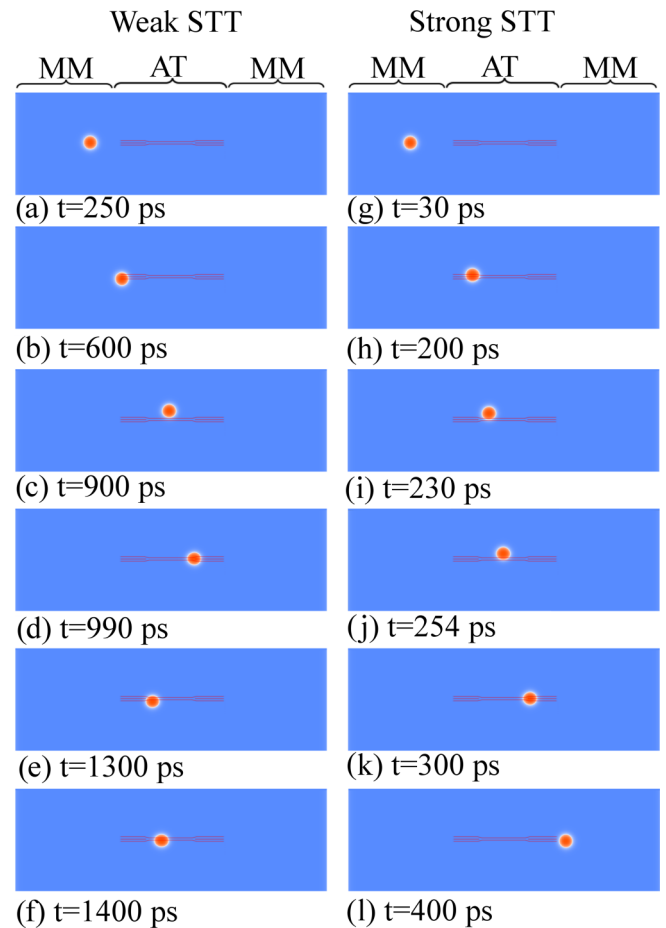 Weak STT
Strong STT
MM AT MM
MM AT MM
(a) t=250 ps
(g) t=30 ps
(b) t=600 ps
(h) t=200 ps
(c) t=900 ps
(i) t=230 ps
(d) t=990 ps
(j) t=254 ps
(e) t=1300 ps
(k) t=300 ps
(f) t=1400 ps
(l) t=400 ps